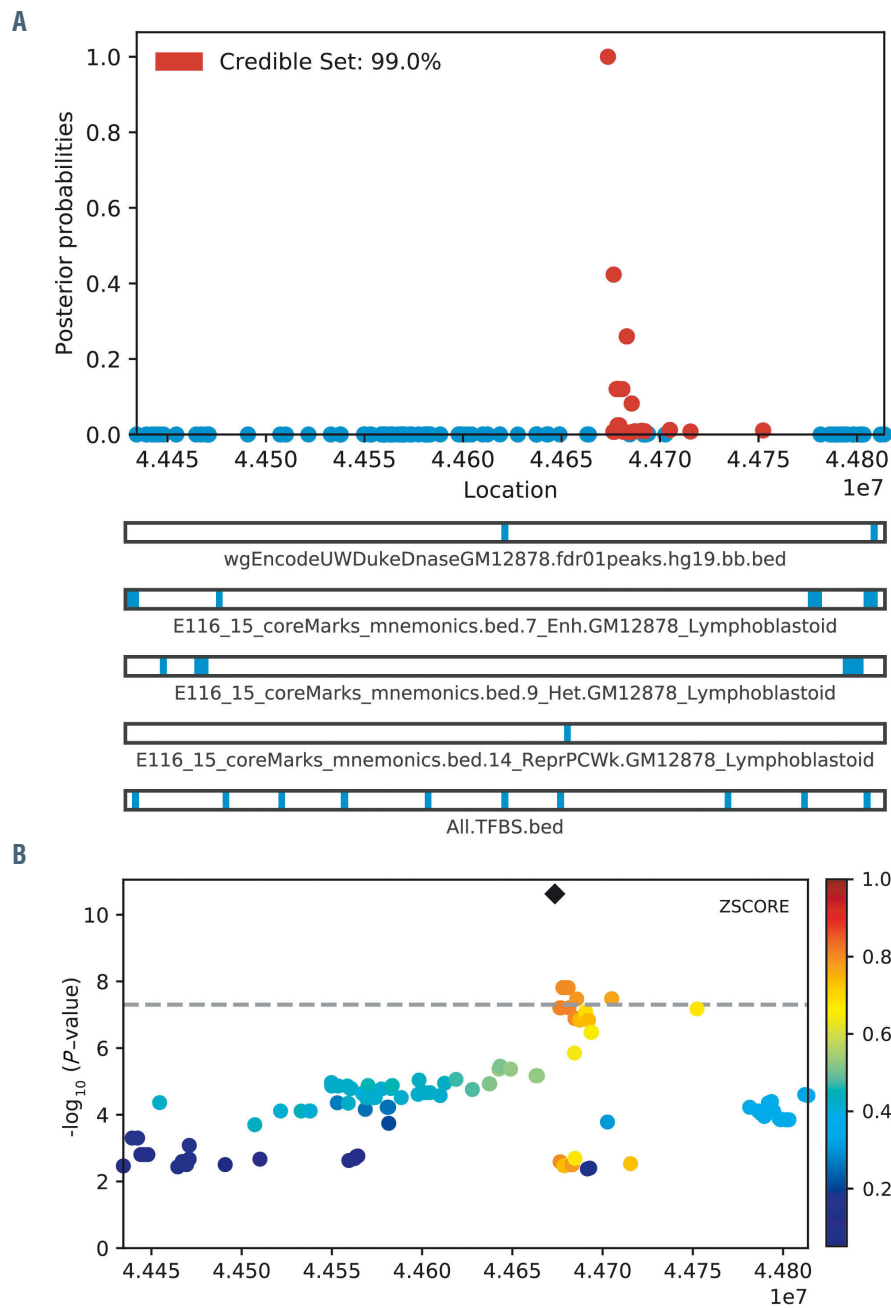 A
Credible Set: 99.0%
Posterior probabilities
1.0
0.8
0.6
0.4
0.2
0.0
4.445 4.450 4.455 4.460 4.465 4.470 4.475 4.480
Location
1e7
wgEncodeUWDukeDnaseGM12878.fdr01peaks.hg19.bb.bed
E116_15_coreMarks_mnemonics.bed.7_Enh.GM12878_Lymphoblastoid
E116_15_coreMarks_mnemonics.bed.9_Het.GM12878_Lymphoblastoid
E116_15_coreMarks_mnemonics.bed.14_ReprPCWk.GM12878_Lymphoblastoid
All.TFBS.bed
B
ZSCORE
-log10 (P–value)
10
8
6
4
2
0
4.445 4.450 4.455 4.460 4.465 4.470 4.475 4.480
1e7
1.0
0.8
0.6
0.4
0.2